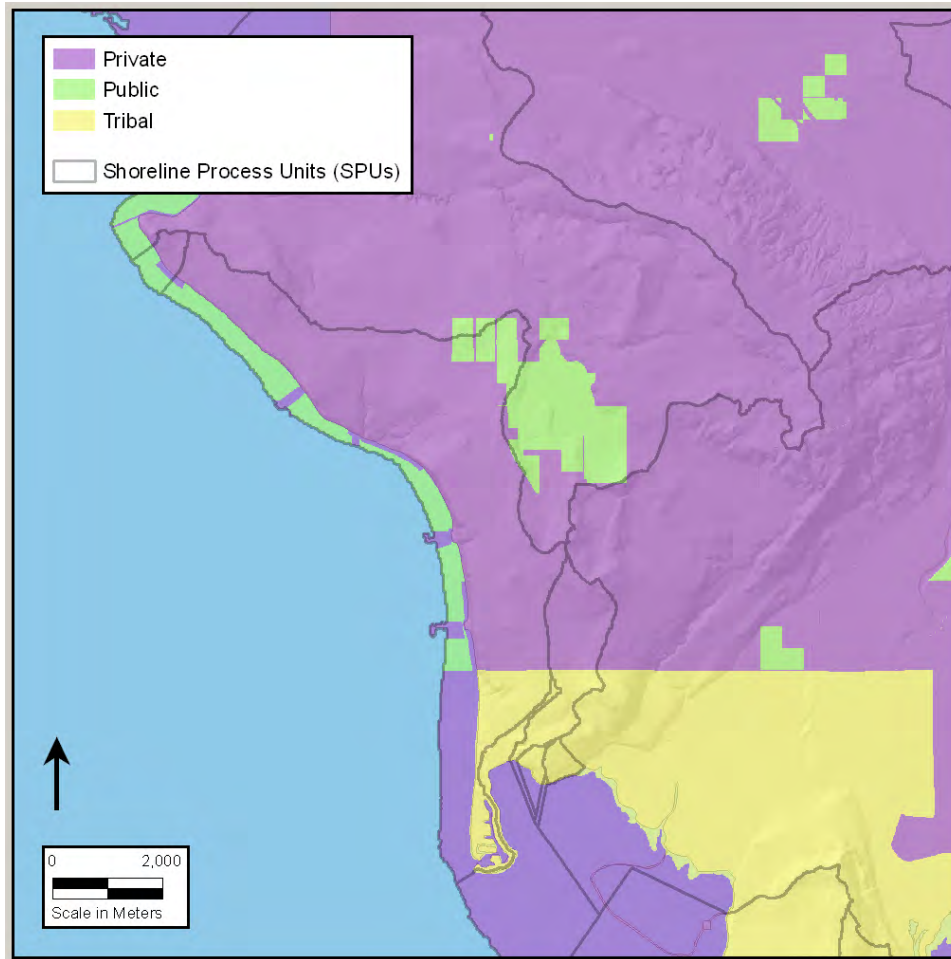 Private
Public
Tribal
Shoreline Process Units (SPUs)
0 2,000
Scale in Meters